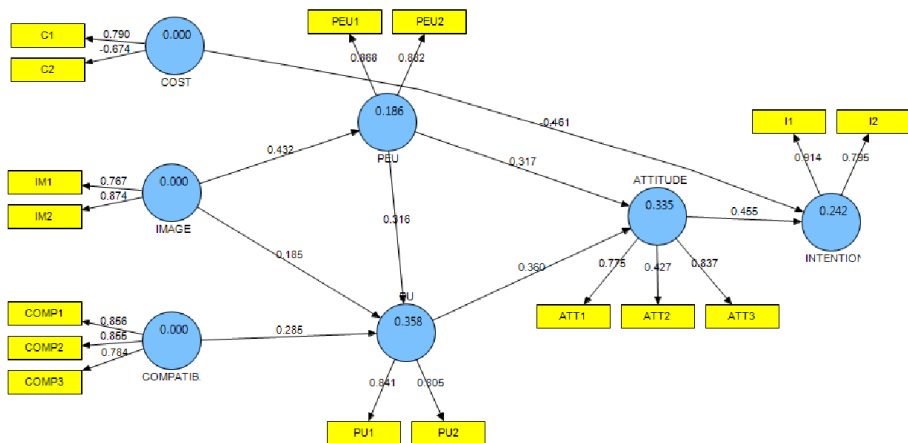 PEU1
PEU2
C1
0.790
0.000
C2
-0.674
COST
0.868
0.882
0.186
PEU
-0.461
I1
I2
0.914
0.795
0.432
0.317
IM1
0.767
0.000
IM2
0.874
IMAGE
ATTITUDE
0.335
0.455
0.242
INTENTION
0.316
0.185
0.360
0.775
0.427
0.837
COMP1
0.856
0.000
COMP2
0.855
COMP3
0.784
COMPATIB.
0.285
PU
0.358
ATT1
ATT2
ATT3
0.841
0.805
PU1
PU2